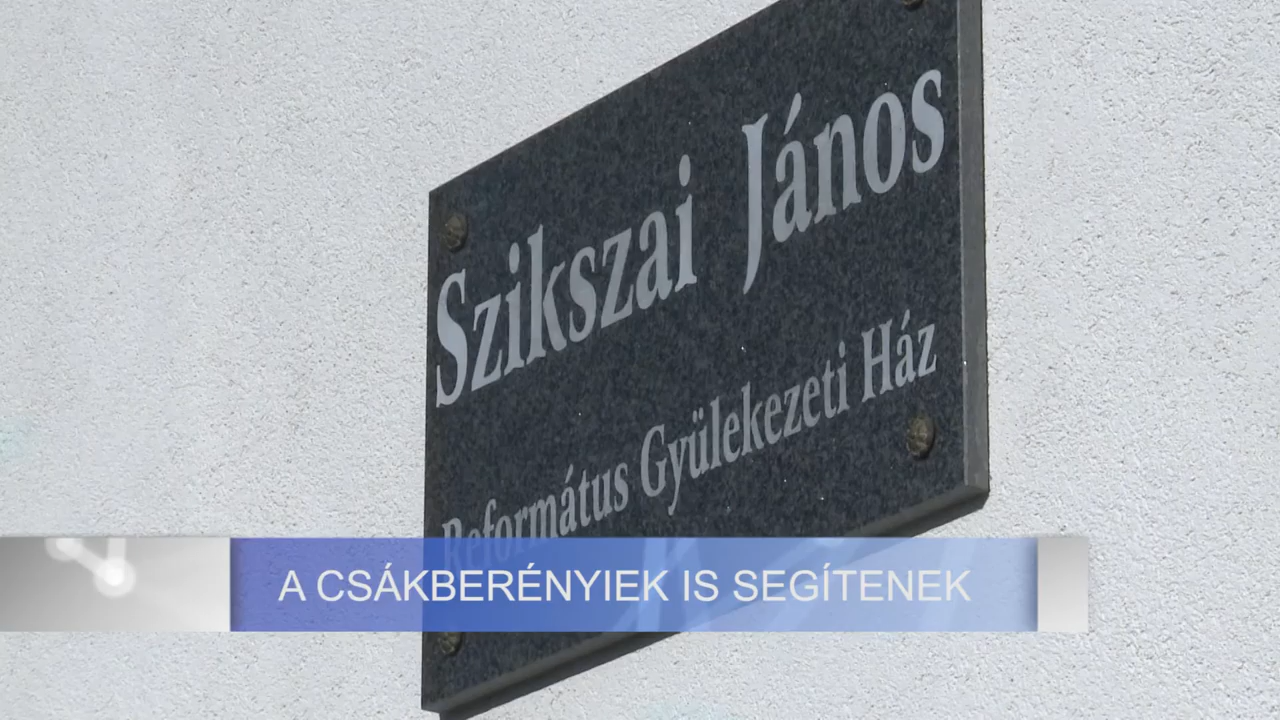 Szikszai János
Református Gyülekezeti Ház
A CSÁKBERÉNYIEK IS SEGÍTENEK